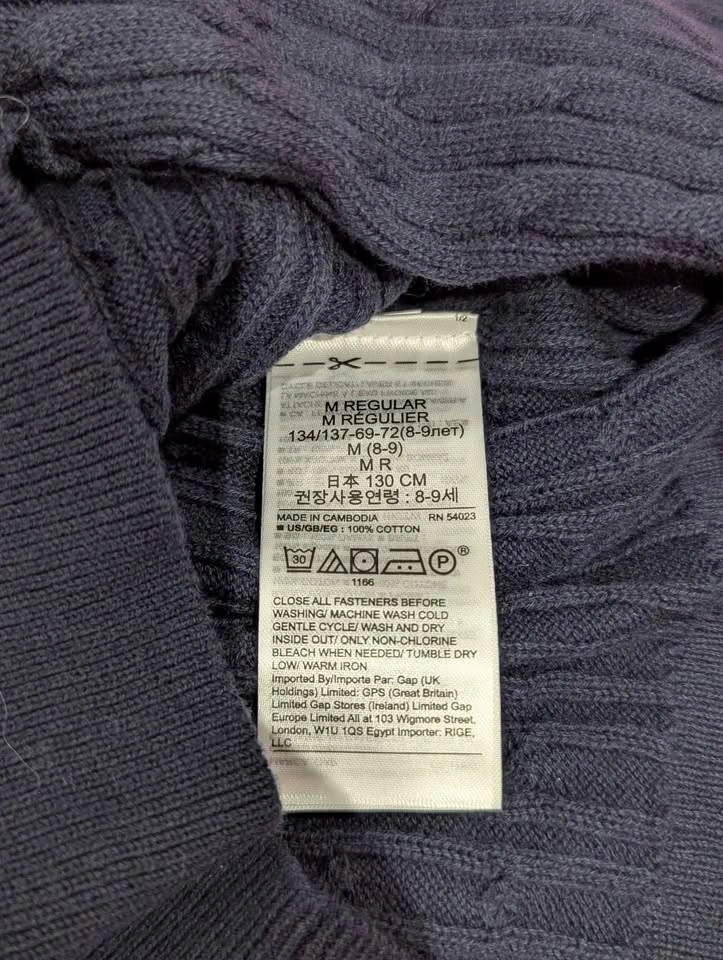 1/2
M REGULAR
M RÉGULIER
134/137-69-72(8-9лет)
M (8-9)
M R
日本 130 CM
권장사용연령 : 8-9세
MADE IN CAMBODIA RN 54023
■ US/GB/EG : 100% COTTON
30 P®
1166
CLOSE ALL FASTENERS BEFORE
WASHING/ MACHINE WASH COLD
GENTLE CYCLE/ WASH AND DRY
INSIDE OUT/ ONLY NON-CHLORINE
BLEACH WHEN NEEDED/ TUMBLE DRY
LOW/ WARM IRON
Imported By/Importe Par: Gap (UK
Holdings) Limited: GPS (Great Britain)
Limited Gap Stores (Ireland) Limited Gap
Europe Limited All at 103 Wigmore Street.
London, W1U 1QS Egypt Importer: RIGE,
LLC